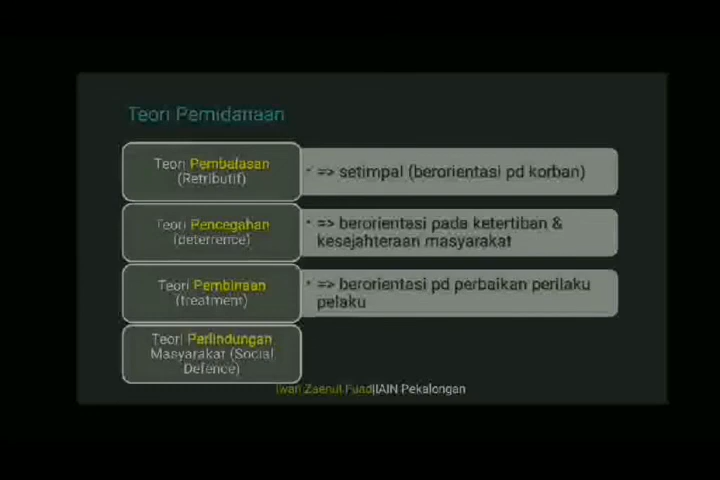 Teori Pemidanaan
Teori Pembalasan
(Retributif)
• => setimpal (berorientasi pd korban)
Teori Pencegahan
(deterrence)
• => berorientasi pada ketertiban &
kesejahteraan masyarakat
Teori Pembinaan
(treatment)
• => berorientasi pd perbaikan perilaku
pelaku
Teori Perlindungan
Masyarakat (Social
Defence)
Iwan Zaenul Fuad|IAIN Pekalongan